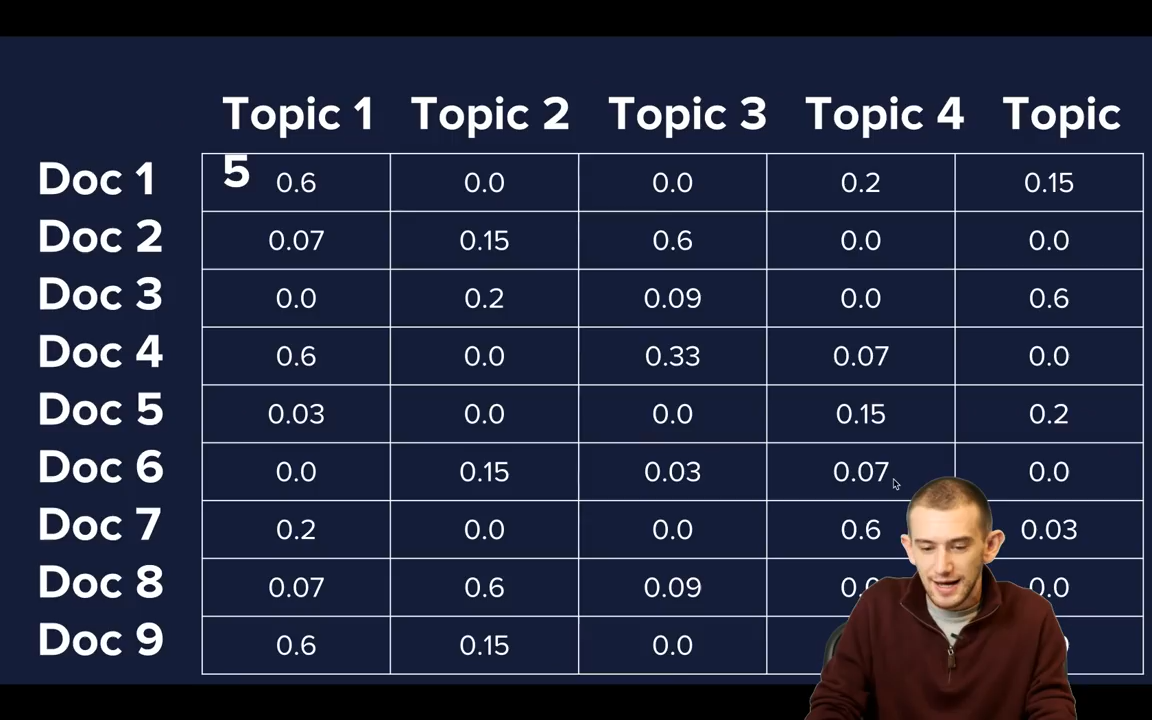 Topic 1 Topic 2 Topic 3 Topic 4 Topic
5
Doc 1 0.6 0.0 0.0 0.2 0.15
Doc 2 0.07 0.15 0.6 0.0 0.0
Doc 3 0.0 0.2 0.09 0.0 0.6
Doc 4 0.6 0.0 0.33 0.07 0.0
Doc 5 0.03 0.0 0.0 0.15 0.2
Doc 6 0.0 0.15 0.03 0.07 0.0
Doc 7 0.2 0.0 0.0 0.6 0.03
Doc 8 0.07 0.6 0.09
Doc 9 0.6 0.15 0.0